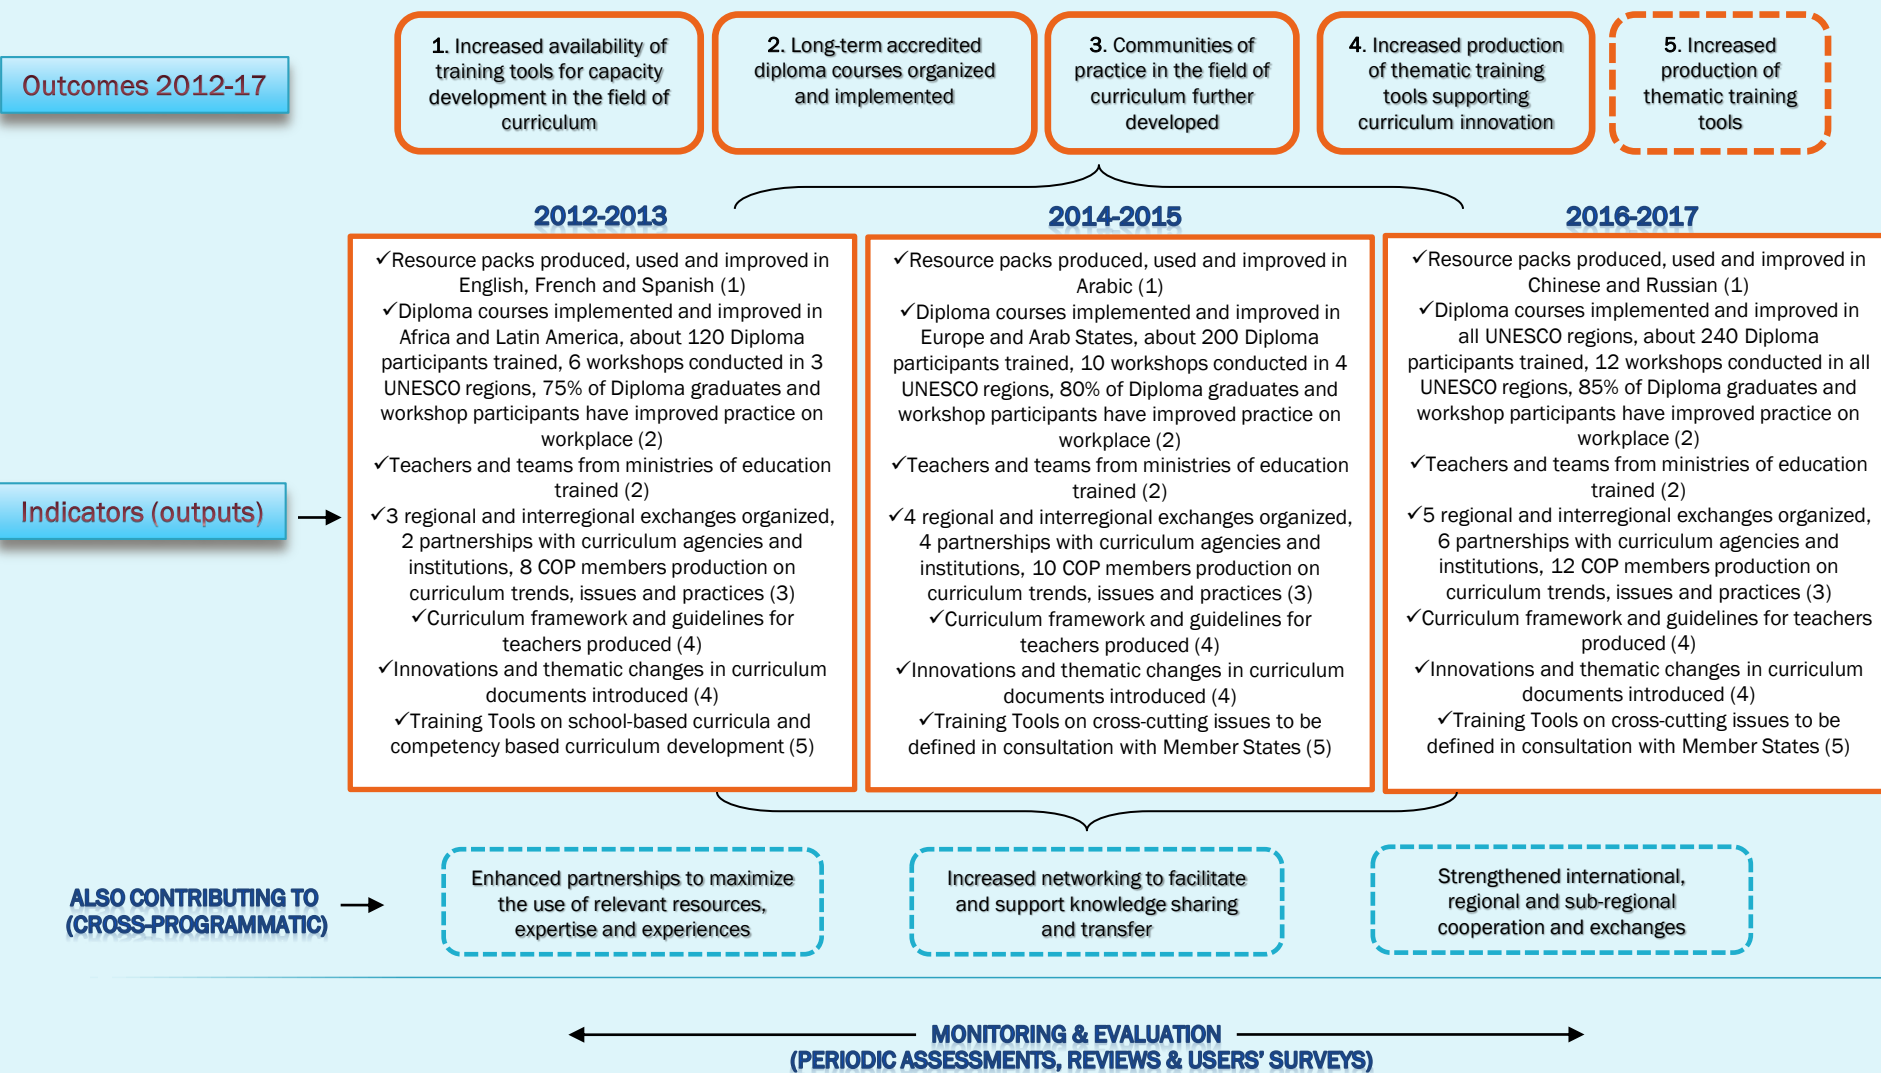 Outcomes 2012-17
1. Increased availability of
training tools for capacity
development in the field of
curriculum
2. Long-term accredited
diploma courses organized
and implemented
3. Communities of
practice in the field of
curriculum further
developed
4. Increased production
of thematic training
tools supporting
curriculum innovation
5. Increased
production of
thematic training
tools
Indicators (outputs)
2012-2013
✓Resource packs produced, used and improved in
English, French and Spanish (1)
✓Diploma courses implemented and improved in
Africa and Latin America, about 120 Diploma
participants trained, 6 workshops conducted in 3
UNESCO regions, 75% of Diploma graduates and
workshop participants have improved practice on
workplace (2)
✓Teachers and teams from ministries of education
trained (2)
✓3 regional and interregional exchanges organized,
2 partnerships with curriculum agencies and
institutions, 8 COP members production on
curriculum trends, issues and practices (3)
✓Curriculum framework and guidelines for
teachers produced (4)
✓Innovations and thematic changes in curriculum
documents introduced (4)
✓Training Tools on school-based curricula and
competency based curriculum development (5)
2014-2015
✓Resource packs produced, used and improved in
Arabic (1)
✓Diploma courses implemented and improved in
Europe and Arab States, about 200 Diploma
participants trained, 10 workshops conducted in 4
UNESCO regions, 80% of Diploma graduates and
workshop participants have improved practice on
workplace (2)
✓Teachers and teams from ministries of education
trained (2)
✓4 regional and interregional exchanges organized,
4 partnerships with curriculum agencies and
institutions, 10 COP members production on
curriculum trends, issues and practices (3)
✓Curriculum framework and guidelines for
teachers produced (4)
✓Innovations and thematic changes in curriculum
documents introduced (4)
✓Training Tools on cross-cutting issues to be
defined in consultation with Member States (5)
2016-2017
✓Resource packs produced, used and improved in
Chinese and Russian (1)
✓Diploma courses implemented and improved in
all UNESCO regions, about 240 Diploma
participants trained, 12 workshops conducted in all
UNESCO regions, 85% of Diploma graduates and
workshop participants have improved practice on
workplace (2)
✓Teachers and teams from ministries of education
trained (2)
✓5 regional and interregional exchanges organized,
6 partnerships with curriculum agencies and
institutions, 12 COP members production on
curriculum trends, issues and practices (3)
✓Curriculum framework and guidelines for teachers
produced (4)
✓Innovations and thematic changes in curriculum
documents introduced (4)
✓Training Tools on cross-cutting issues to be
defined in consultation with Member States (5)
ALSO CONTRIBUTING TO
(CROSS-PROGRAMMATIC)
Enhanced partnerships to maximize
the use of relevant resources,
expertise and experiences
Increased networking to facilitate
and support knowledge sharing
and transfer
Strengthened international,
regional and sub-regional
cooperation and exchanges
MONITORING & EVALUATION
(PERIODIC ASSESSMENTS, REVIEWS & USERS' SURVEYS)